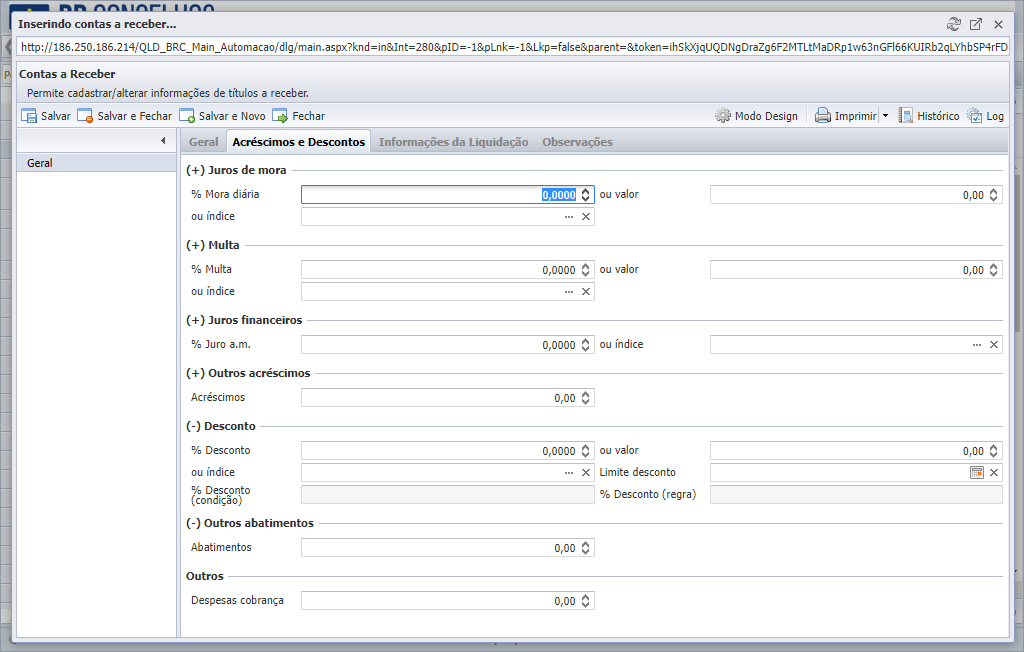 Inserindo contas a receber...
http://186.250.186.214/QLD_BRC_Main_Automacao/dlg/main.aspx?knd=in&Int=280&pID=-1&pLnk=-1&Lkp=false&parent=&token=ihSkXjqUQDNgDraZg6F2MTLtMaDRp1w63nGFl66KUIRb2qLYhbSP4rFD
Contas a Receber
Permite cadastrar/alterar informações de títulos a receber.
Salvar Salvar e Fechar Salvar e Novo Fechar Modo Design Imprimir Histórico Log
Geral Acréscimos e Descontos Informações da Liquidação Observações
Geral
(+) Juros de mora
% Mora diária 0,0000 ou valor 0,00
ou índice
(+) Multa
% Multa 0,0000 ou valor 0,00
ou índice
(+) Juros financeiros
% Juro a.m. 0,0000 ou índice
(+) Outros acréscimos
Acréscimos 0,00
(-) Desconto
% Desconto 0,0000 ou valor 0,00
ou índice Limite desconto
% Desconto (condição) % Desconto (regra)
(-) Outros abatimentos
Abatimentos 0,00
Outros
Despesas cobrança 0,00